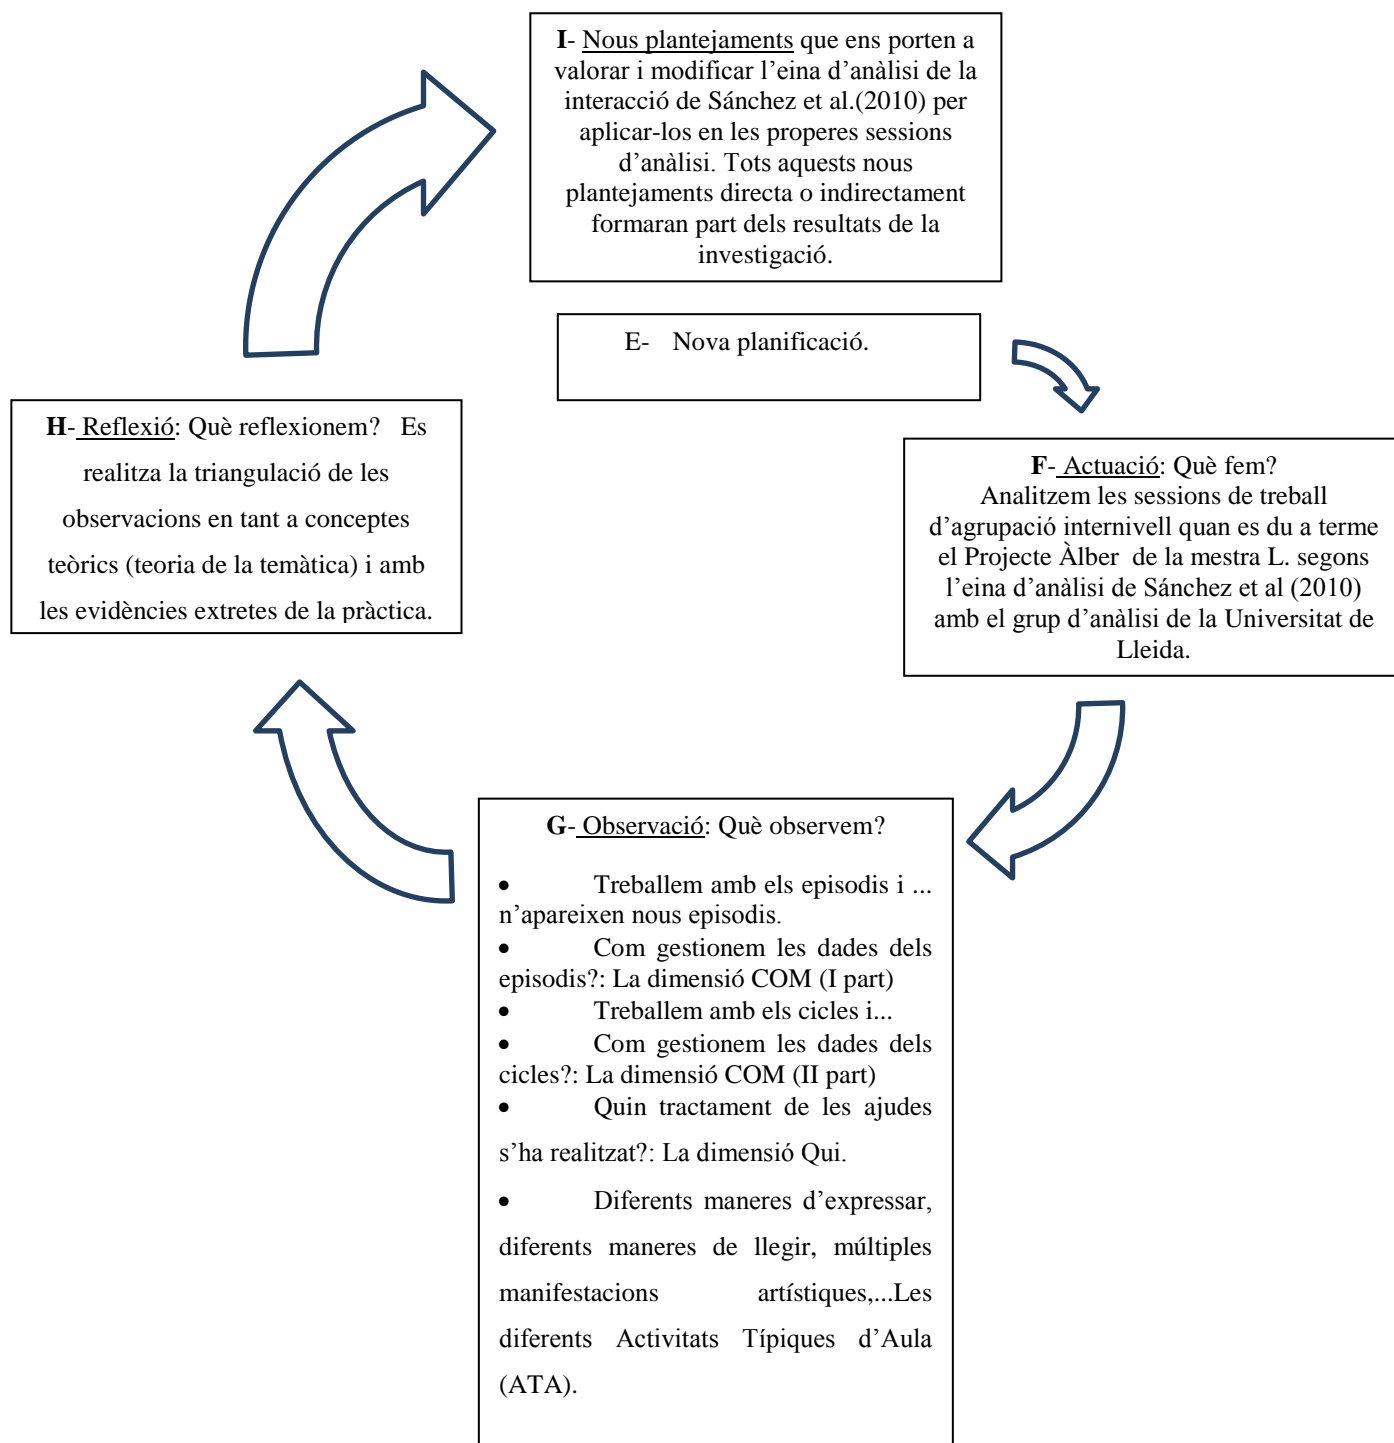 I- Nous plantejaments que ens porten a
valorar i modificar l’eina d’anàlisi de la
interacció de Sánchez et al.(2010) per
aplicar-los en les properes sessions
d’anàlisi. Tots aquests nous
plantejaments directa o indirectament
formaran part dels resultats de la
investigació.
E- Nova planificació.
F- Actuació: Què fem?
Analitzem les sessions de treball
d’agrupació internivell quan es du a terme
el Projecte Àlber de la mestra L. segons
l’eina d’anàlisi de Sánchez et al (2010)
amb el grup d’anàlisi de la Universitat de
Lleida.
G- Observació: Què observem?
• Treballem amb els episodis i ...
n’apareixen nous episodis.
• Com gestionem les dades dels
episodis?: La dimensió COM (I part)
• Treballem amb els cicles i...
• Com gestionem les dades dels
cicles?: La dimensió COM (II part)
• Quin tractament de les ajudes
s’ha realitzat?: La dimensió Qui.
• Diferents maneres d’expressar,
diferents maneres de llegir, múltiples
manifestacions artístiques,...Les
diferents Activitats Típiques d’Aula
(ATA).
H- Reflexió: Què reflexionem? Es
realitza la triangulació de les
observacions en tant a conceptes
teòrics (teoria de la temàtica) i amb
les evidències extretes de la pràctica.